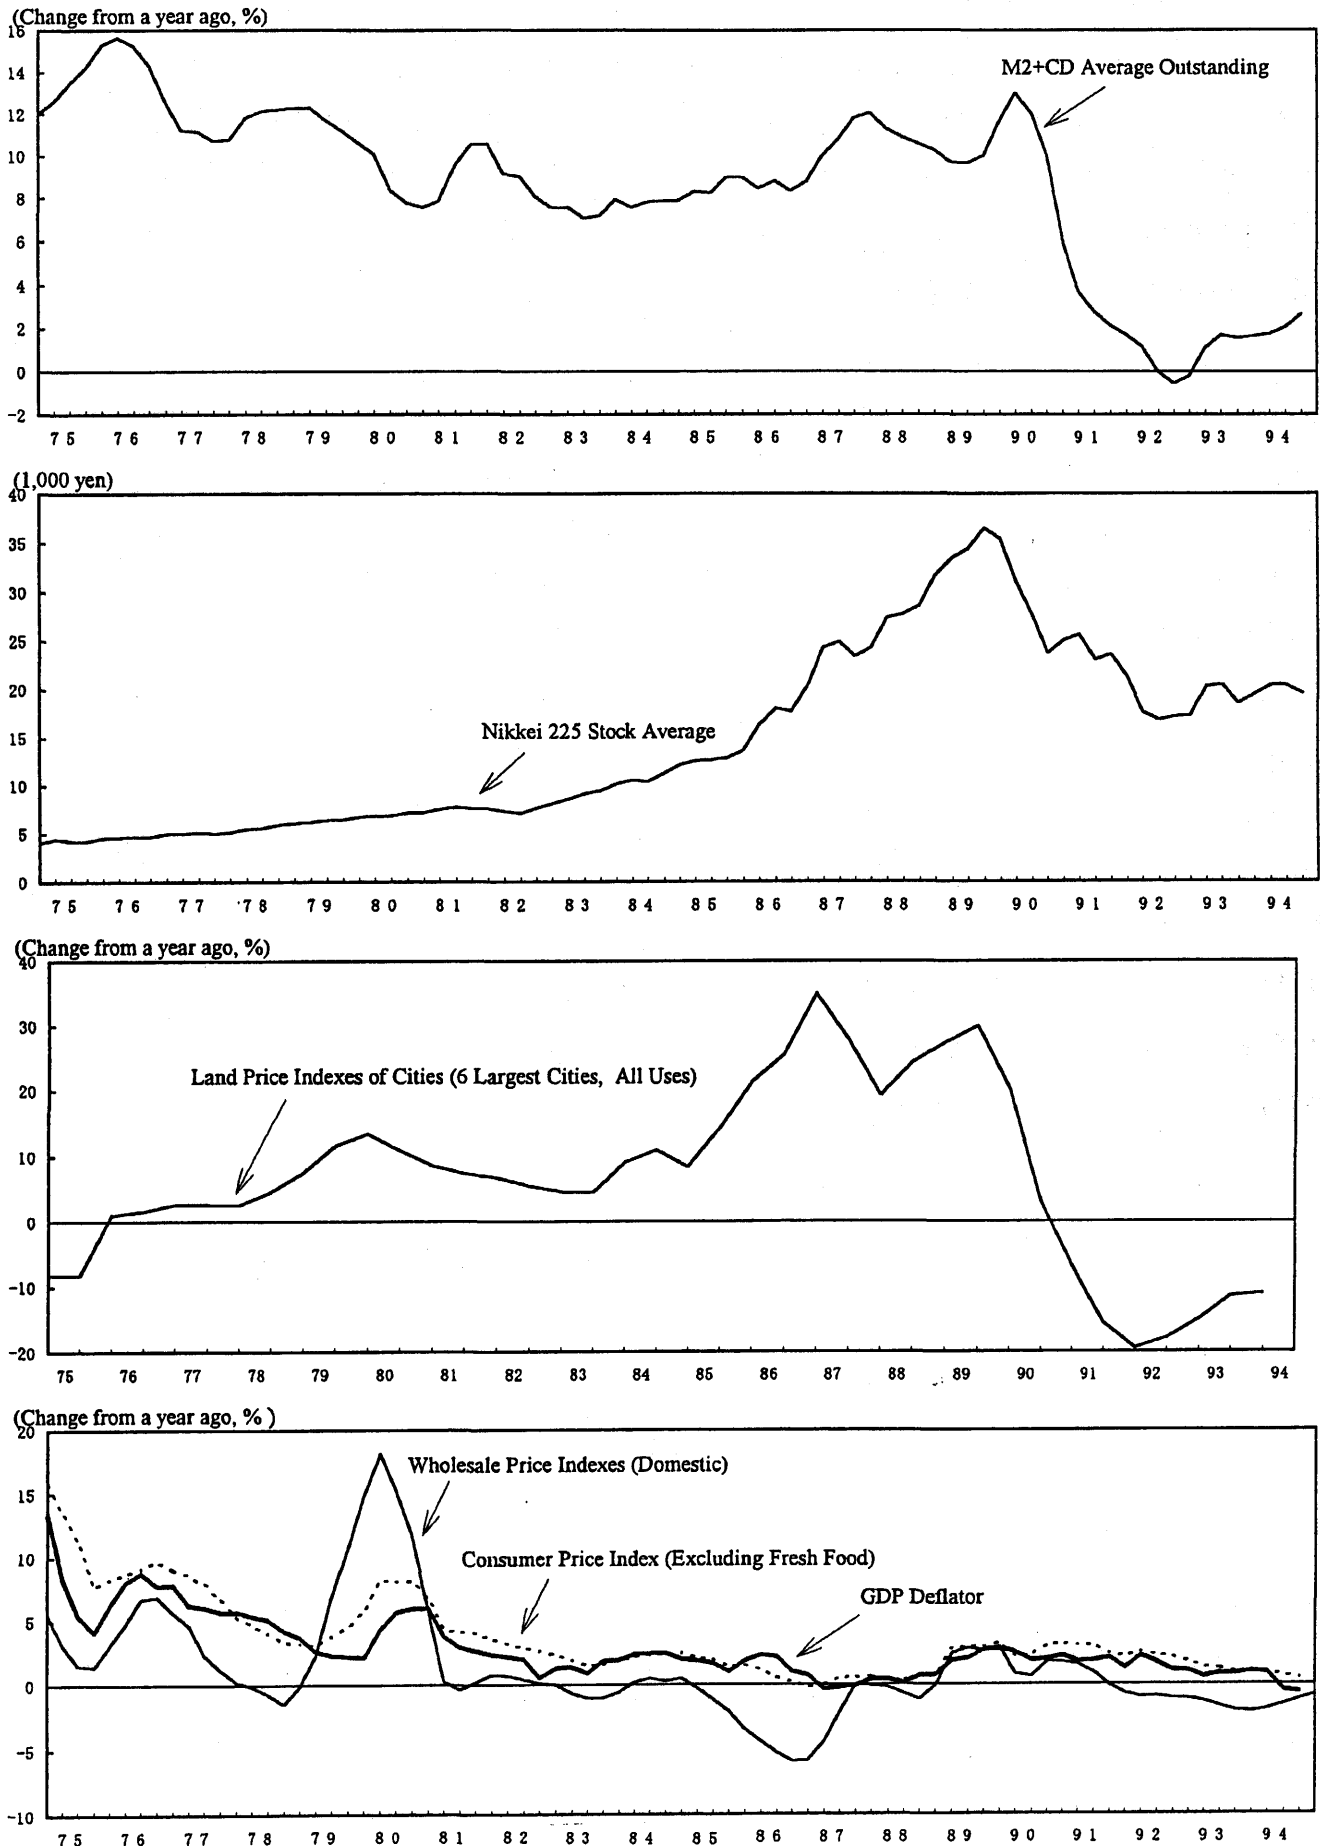 (Change from a year ago, %)
16
14
12
10
8
6
4
2
0
-2
M2+CD Average Outstanding
75 76 77 78 79 80 81 82 83 84 85 86 87 88 89 90 91 92 93 94
(1,000 yen)
40
35
30
25
20
15
10
5
0
Nikkei 225 Stock Average
75 76 77 78 79 80 81 82 83 84 85 86 87 88 89 90 91 92 93 94
(Change from a year ago, %)
40
30
20
10
0
-10
-20
Land Price Indexes of Cities (6 Largest Cities, All Uses)
75 76 77 78 79 80 81 82 83 84 85 86 87 88 89 90 91 92 93 94
(Change from a year ago, % )
20
15
10
5
0
-5
-10
Wholesale Price Indexes (Domestic)
Consumer Price Index (Excluding Fresh Food)
GDP Deflator
75 76 77 78 79 80 81 82 83 84 85 86 87 88 89 90 91 92 93 94